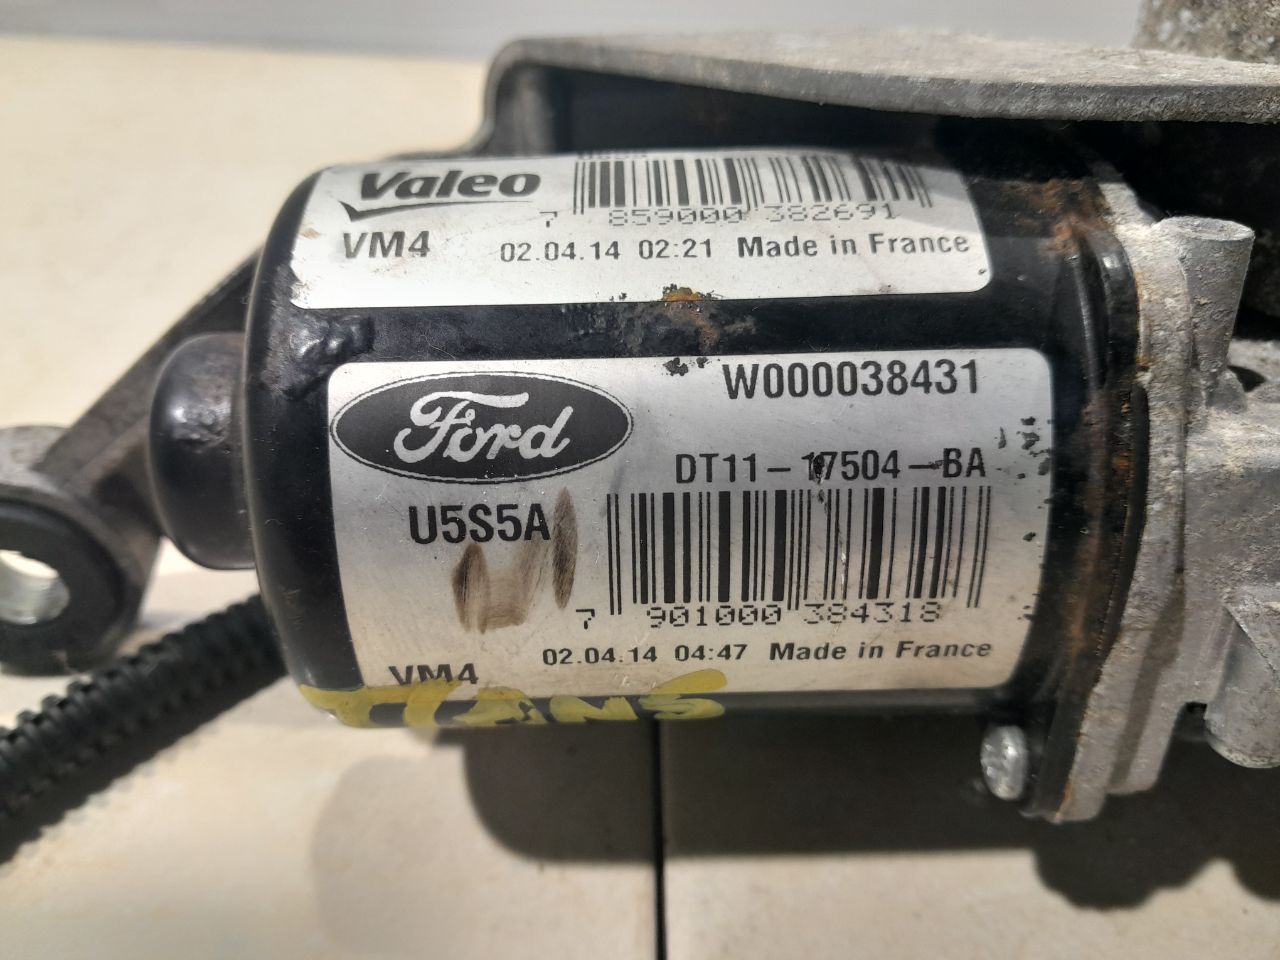 Valeo
7 859000 382691
VM4 02.04.14 02:21 Made in France
Ford
W000038431
DT11-17504-BA
U5S5A
7 901000 384318
02.04.14 04:47 Made in France
VM4